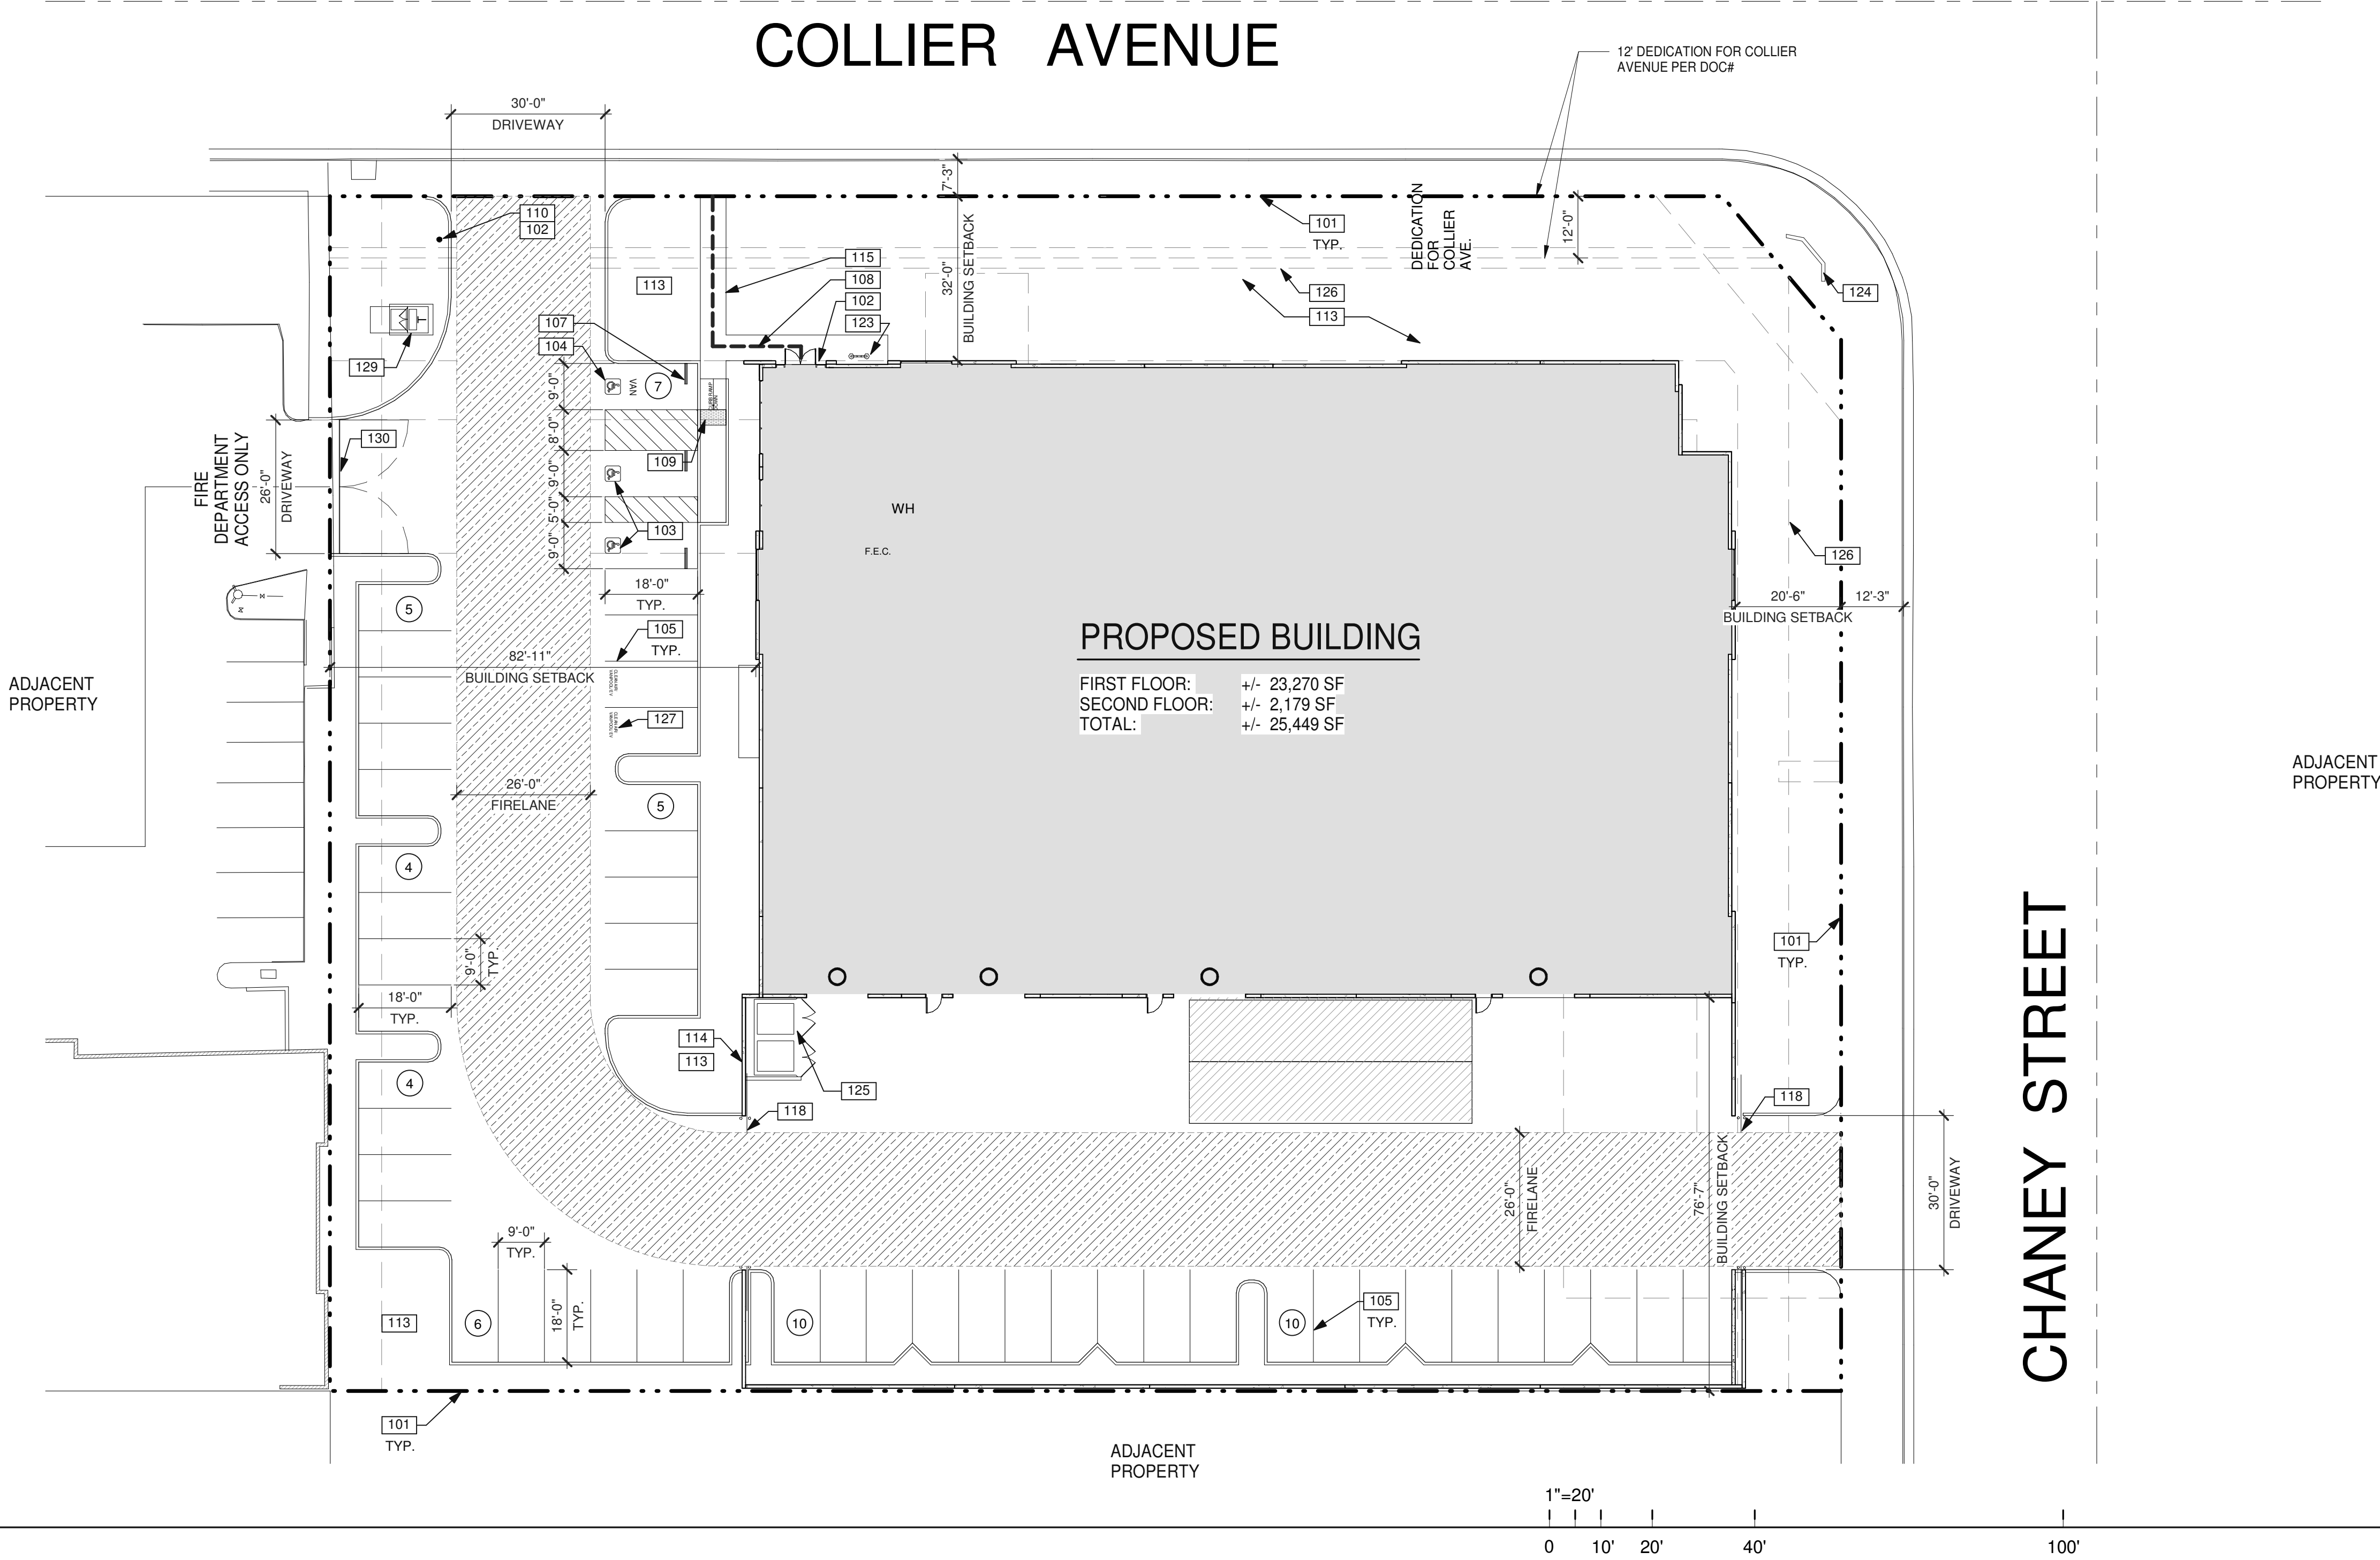 COLLIER AVENUE
12' DEDICATION FOR COLLIER
AVENUE PER DOC#
30'-0"
DRIVEWAY
7'-3"
32'-0"
BUILDING SETBACK
110
102
101
TYP.
DEDICATION
FOR
COLLIER
AVE.
12'-0"
115
108
102
123
113
126
113
124
107
104
129
VAN
7
CURB RAMP
DOWN
9'-0"
8'-0"
9'-0"
5'-0"
9'-0"
130
109
103
FIRE
DEPARTMENT
ACCESS ONLY
26'-0"
DRIVEWAY
WH
F.E.C.
126
18'-0"
TYP.
5
105
TYP.
20'-6"
BUILDING SETBACK
12'-3"
82'-11"
BUILDING SETBACK
PROPOSED BUILDING
FIRST FLOOR: +/- 23,270 SF
SECOND FLOOR: +/- 2,179 SF
TOTAL: +/- 25,449 SF
ADJACENT
PROPERTY
127
ADJACENT
PROPERTY
26'-0"
FIRELANE
5
4
9'-0"
TYP.
101
TYP.
18'-0"
TYP.
114
113
4
125
118
118
CHANEY STREET
26'-0"
FIRELANE
76'-7"
BUILDING SETBACK
30'-0"
DRIVEWAY
9'-0"
TYP.
18'-0"
TYP.
113
6
10
10
105
TYP.
101
TYP.
ADJACENT
PROPERTY
1"=20'
0 10' 20' 40' 100'